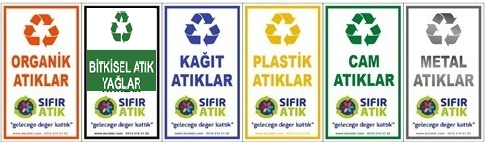 ORGANİK
ATIKLAR
SIFIR
ATIK
"geleceğe değer kattık"
BİTKİSEL ATIK
YAĞLAR
SIFIR
ATIK
"geleceğe değer kattık"
KAĞIT
ATIKLAR
SIFIR
ATIK
"geleceğe değer kattık"
PLASTİK
ATIKLAR
SIFIR
ATIK
"geleceğe değer kattık"
CAM
ATIKLAR
SIFIR
ATIK
"geleceğe değer kattık"
METAL
ATIKLAR
SIFIR
ATIK
"geleceğe değer kattık"